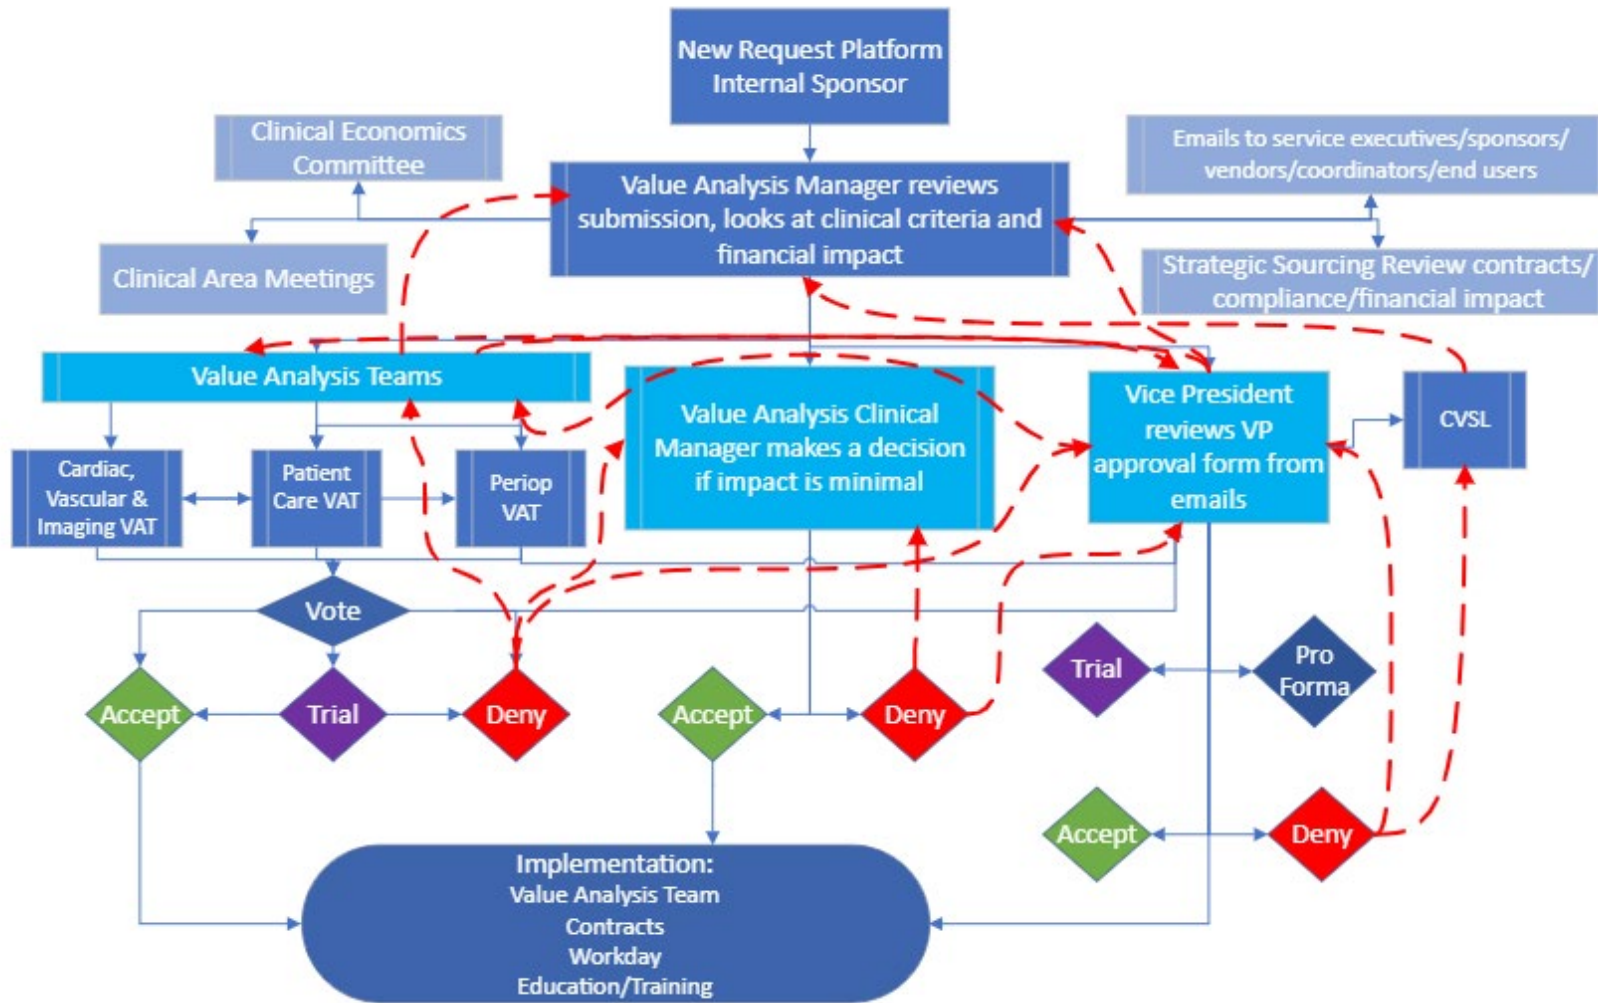 New Request Platform
Internal Sponsor
Clinical Economics
Committee
Value Analysis Manager reviews
submission, looks at clinical criteria and
financial impact
Emails to service executives/sponsors/
vendors/coordinators/end users
Clinical Area Meetings
Strategic Sourcing Review contracts/
compliance/financial impact
Value Analysis Teams
Value Analysis Clinical
Manager makes a decision
if impact is minimal
Vice President
reviews VP
approval form from
emails
CVSL
Cardiac,
Vascular &
Imaging VAT
Patient
Care VAT
Periop
VAT
Vote
Accept
Trial
Deny
Accept
Deny
Trial
Pro
Forma
Accept
Deny
Implementation:
Value Analysis Team
Contracts
Workday
Education/Training